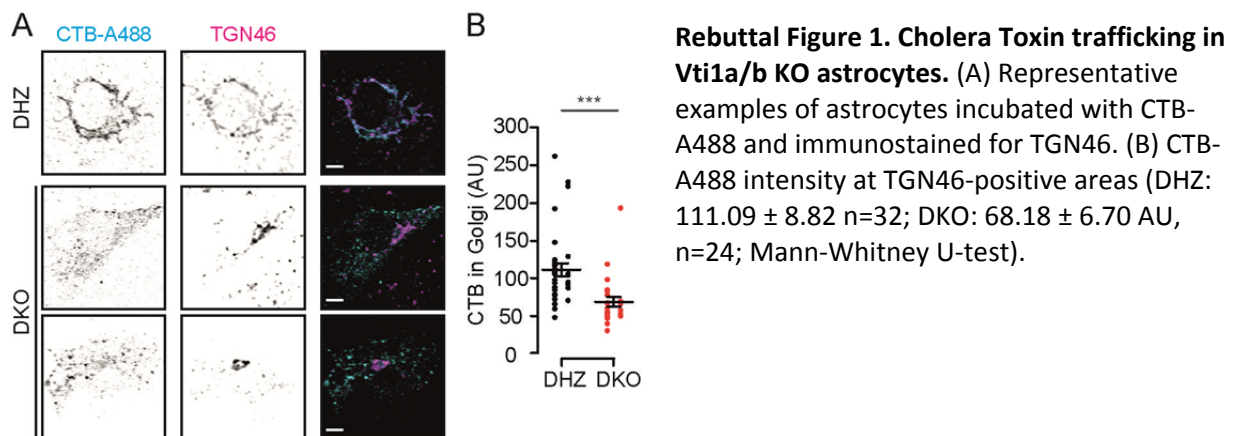 A
CTB-A488
TGN46
DHZ
DKO
B
***
CTB in Golgi (AU)
300
250
200
150
100
50
0
DHZ DKO
Rebuttal Figure 1. Cholera Toxin trafficking in
Vti1a/b KO astrocytes. (A) Representative
examples of astrocytes incubated with CTB-
A488 and immunostained for TGN46. (B) CTB-
A488 intensity at TGN46-positive areas (DHZ:
111.09 ± 8.82 n=32; DKO: 68.18 ± 6.70 AU,
n=24; Mann-Whitney U-test).